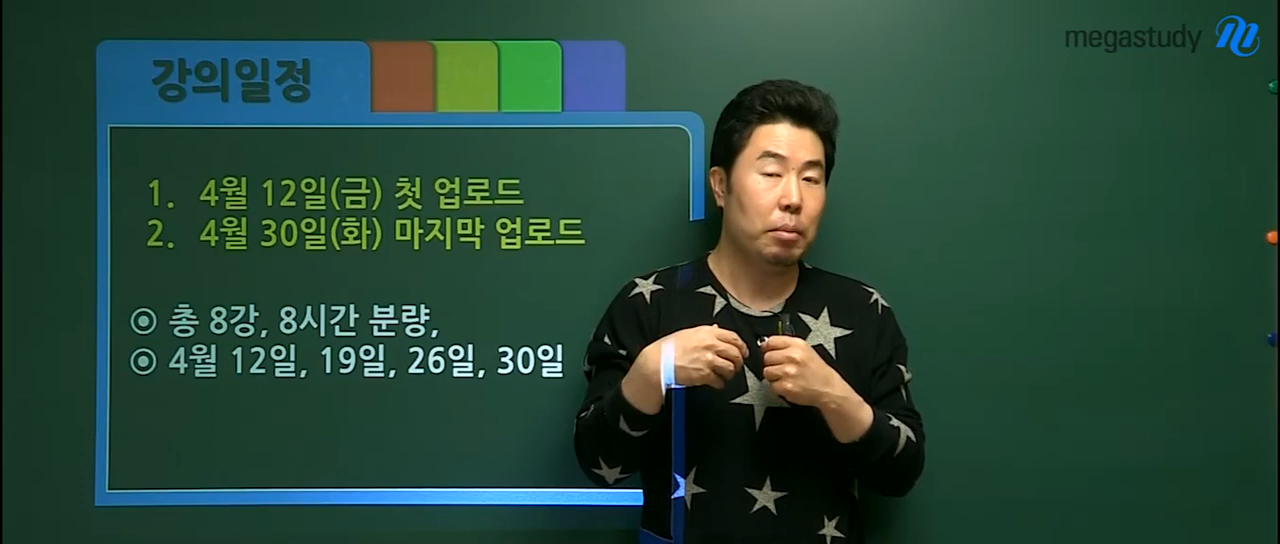 megastudy
강의일정
1. 4월 12일(금) 첫 업로드
2. 4월 30일(화) 마지막 업로드
◉ 총 8강, 8시간 분량,
◉ 4월 12일, 19일, 26일, 30일